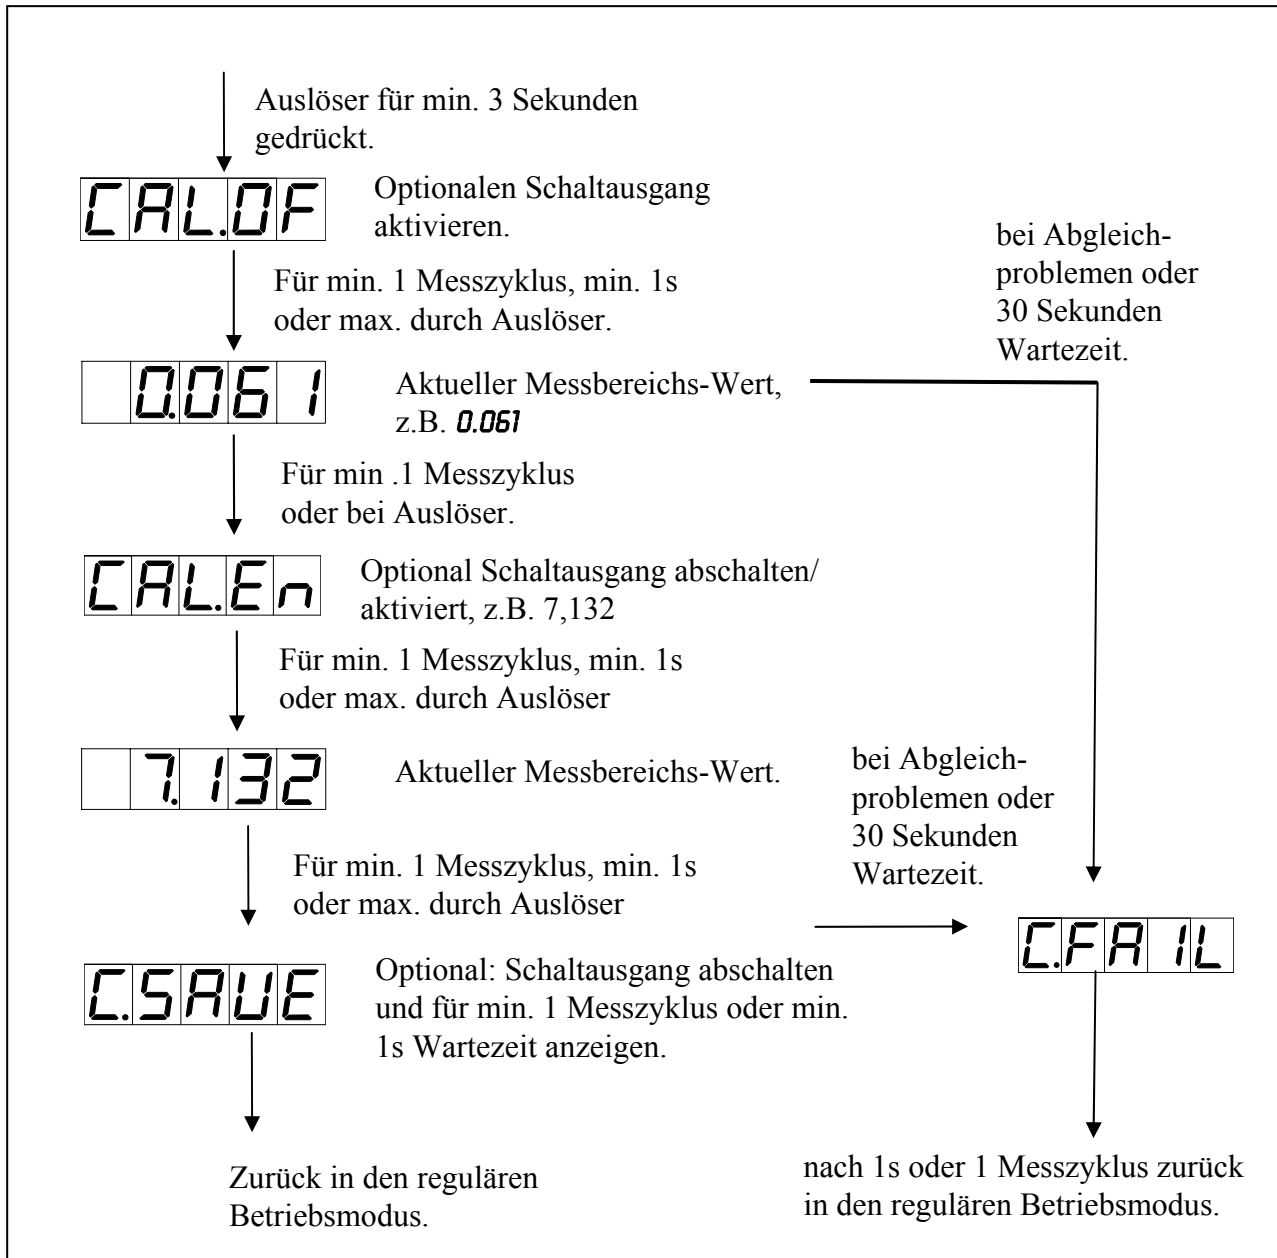 Auslöser für min. 3 Sekunden
gedrückt.
CAL.OF
Optionalen Schaltausgang
aktivieren.
Für min. 1 Messzyklus, min. 1s
oder max. durch Auslöser.
bei Abgleich-
problemen oder
30 Sekunden
Wartezeit.
0.061
Aktueller Messbereichs-Wert,
z.B. 0.061
Für min .1 Messzyklus
oder bei Auslöser.
CAL.En
Optional Schaltausgang abschalten/
aktiviert, z.B. 7,132
Für min. 1 Messzyklus, min. 1s
oder max. durch Auslöser
7.132
Aktueller Messbereichs-Wert.
bei Abgleich-
problemen oder
30 Sekunden
Wartezeit.
Für min. 1 Messzyklus, min. 1s
oder max. durch Auslöser
C.SAVE
Optional: Schaltausgang abschalten
und für min. 1 Messzyklus oder min.
1s Wartezeit anzeigen.
C.FAIL
Zurück in den regulären
Betriebsmodus.
nach 1s oder 1 Messzyklus zurück
in den regulären Betriebsmodus.